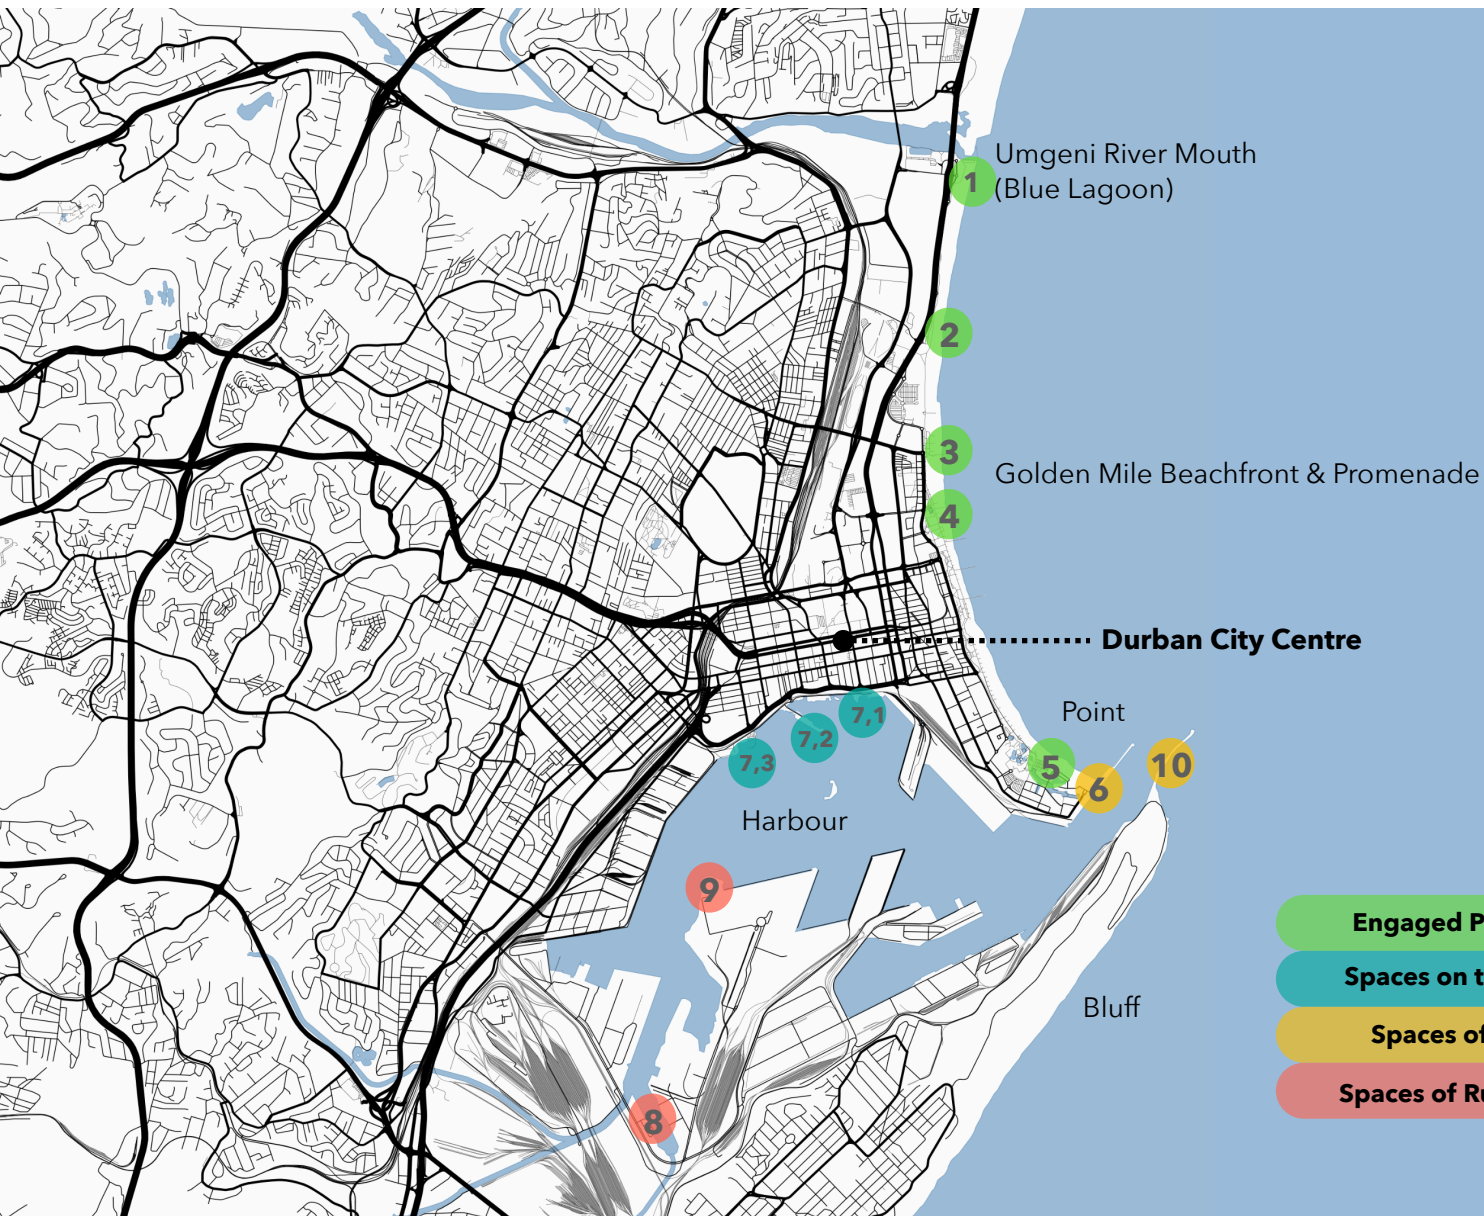 Umgeni River Mouth
(Blue Lagoon)
1
2
3
Golden Mile Beachfront & Promenade
4
Durban City Centre
Point
7,1
7,2
7,3
5
6
10
Harbour
9
Engaged P
Spaces on t
Bluff
Spaces of
Spaces of Ru
8